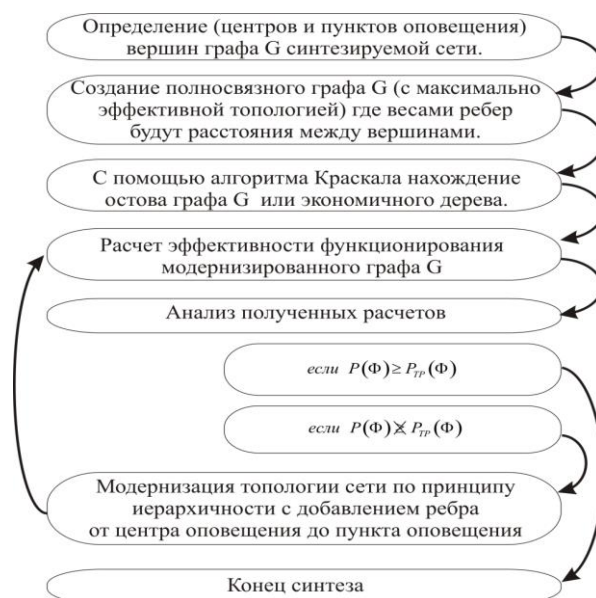 Определение (центров и пунктов оповещения)
вершин графа G синтезируемой сети.
Создание полносвязного графа G (с максимально
эффективной топологией) где весами ребер
будут расстояния между вершинами.
С помощью алгоритма Краскала нахождение
остова графа G или экономичного дерева.
Расчет эффективности функционирования
модернизированного графа G
Анализ полученных расчетов
если P(Ф) ≥ P_ТР(Ф)
если P(Ф) ≱ P_ТР(Ф)
Модернизация топологии сети по принципу
иерархичности с добавлением ребра
от центра оповещения до пункта оповещения
Конец синтеза